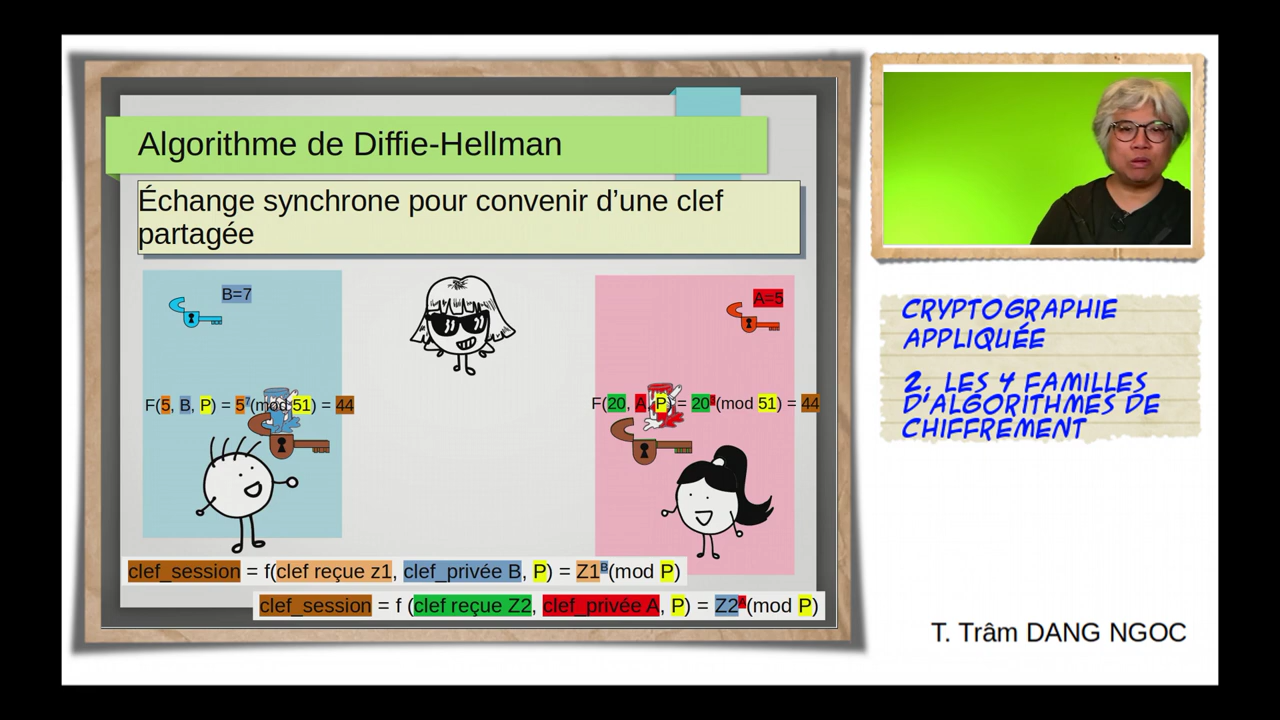 Algorithme de Diffie-Hellman
Échange synchrone pour convenir d'une clef
partagée
B=7
A=5
F(5, B, P) = 5⁷(mod 51) = 44
F(20, A, P) = 20ᴬ(mod 51) = 44
clef_session = f(clef reçue z1, clef_privée B, P) = Z1ᴮ(mod P)
clef_session = f (clef reçue Z2, clef_privée A, P) = Z2ᴬ(mod P)
CRYPTOGRAPHIE
APPLIQUÉE
2. LES 4 FAMILLES
D'ALGORITHMES DE
CHIFFREMENT
T. Trâm DANG NGOC